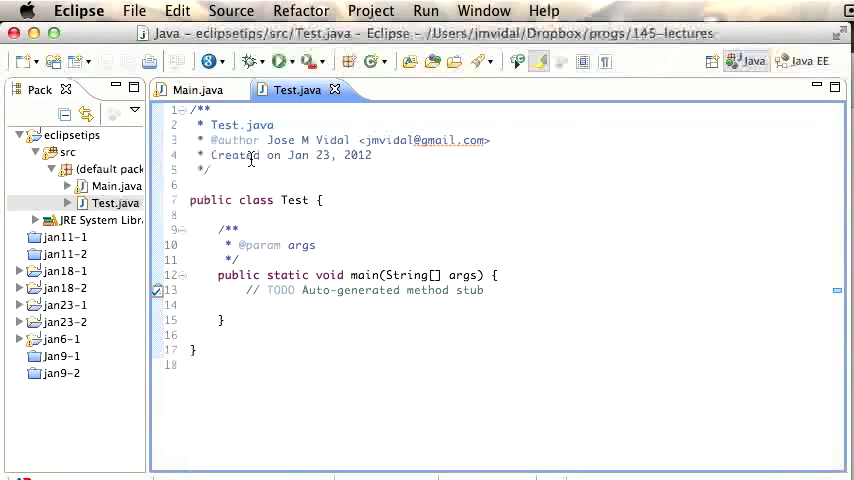 Eclipse File Edit Source Refactor Project Run Window Help
Java - eclipsetips/src/Test.java - Eclipse - /Users/jmvidal/Dropbox/progs/145-lectures
Java Java EE
Pack
Main.java Test.java
eclipsetips
src
(default pack
Main.java
Test.java
JRE System Libr
jan11-1
jan11-2
jan18-1
jan18-2
jan23-1
jan23-2
jan6-1
Jan9-1
jan9-2
1 /**
2 * Test.java
3 * @author Jose M Vidal <jmvidal@gmail.com>
4 * Created on Jan 23, 2012
5 */
6
7 public class Test {
8
9 /**
10 * @param args
11 */
12 public static void main(String[] args) {
13 // TODO Auto-generated method stub
14
15 }
16
17 }
18